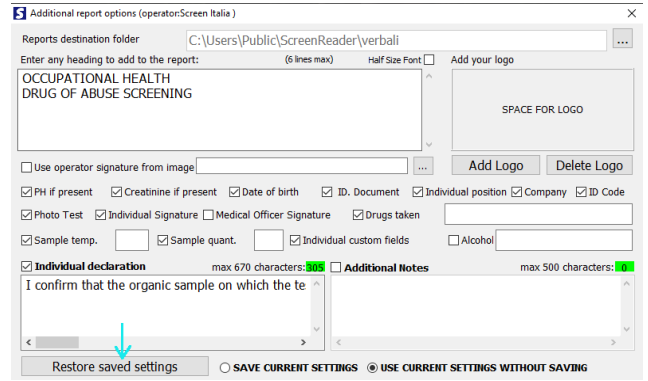 S Additional report options (operator:Screen Italia )
Reports destination folder C:\Users\Public\ScreenReader\verbali ...
Enter any heading to add to the report: (6 lines max) Half Size Font Add your logo
OCCUPATIONAL HEALTH
DRUG OF ABUSE SCREENING
SPACE FOR LOGO
Use operator signature from image ... Add Logo Delete Logo
PH if present Creatinine if present Date of birth ID. Document Individual position Company ID Code
Photo Test Individual Signature Medical Officer Signature Drugs taken
Sample temp. Sample quant. Individual custom fields Alcohol
Individual declaration max 670 characters: 305 Additional Notes max 500 characters: 0
I confirm that the organic sample on which the te
Restore saved settings SAVE CURRENT SETTINGS USE CURRENT SETTINGS WITHOUT SAVING